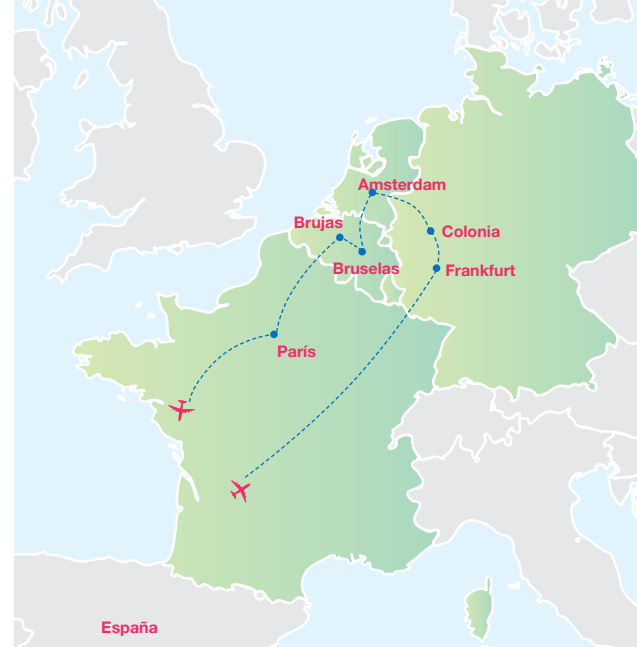 Amsterdam
Brujas
Colonia
Bruselas
Frankfurt
París
España